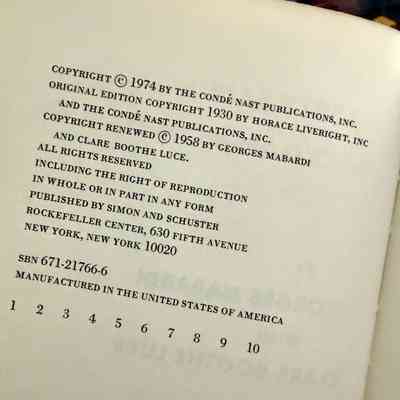 COPYRIGHT © 1974 BY THE CONDÉ NAST PUBLICATIONS, INC.
ORIGINAL EDITION COPYRIGHT 1930 BY HORACE LIVERIGHT, INC
AND THE CONDÉ NAST PUBLICATIONS, INC.
COPYRIGHT RENEWED © 1958 BY GEORGES MABARDI
AND CLARE BOOTHE LUCE.
ALL RIGHTS RESERVED
INCLUDING THE RIGHT OF REPRODUCTION
IN WHOLE OR IN PART IN ANY FORM
PUBLISHED BY SIMON AND SCHUSTER
ROCKEFELLER CENTER, 630 FIFTH AVENUE
NEW YORK, NEW YORK 10020
SBN 671-21766-6
MANUFACTURED IN THE UNITED STATES OF AMERICA
1 2 3 4 5 6 7 8 9 10